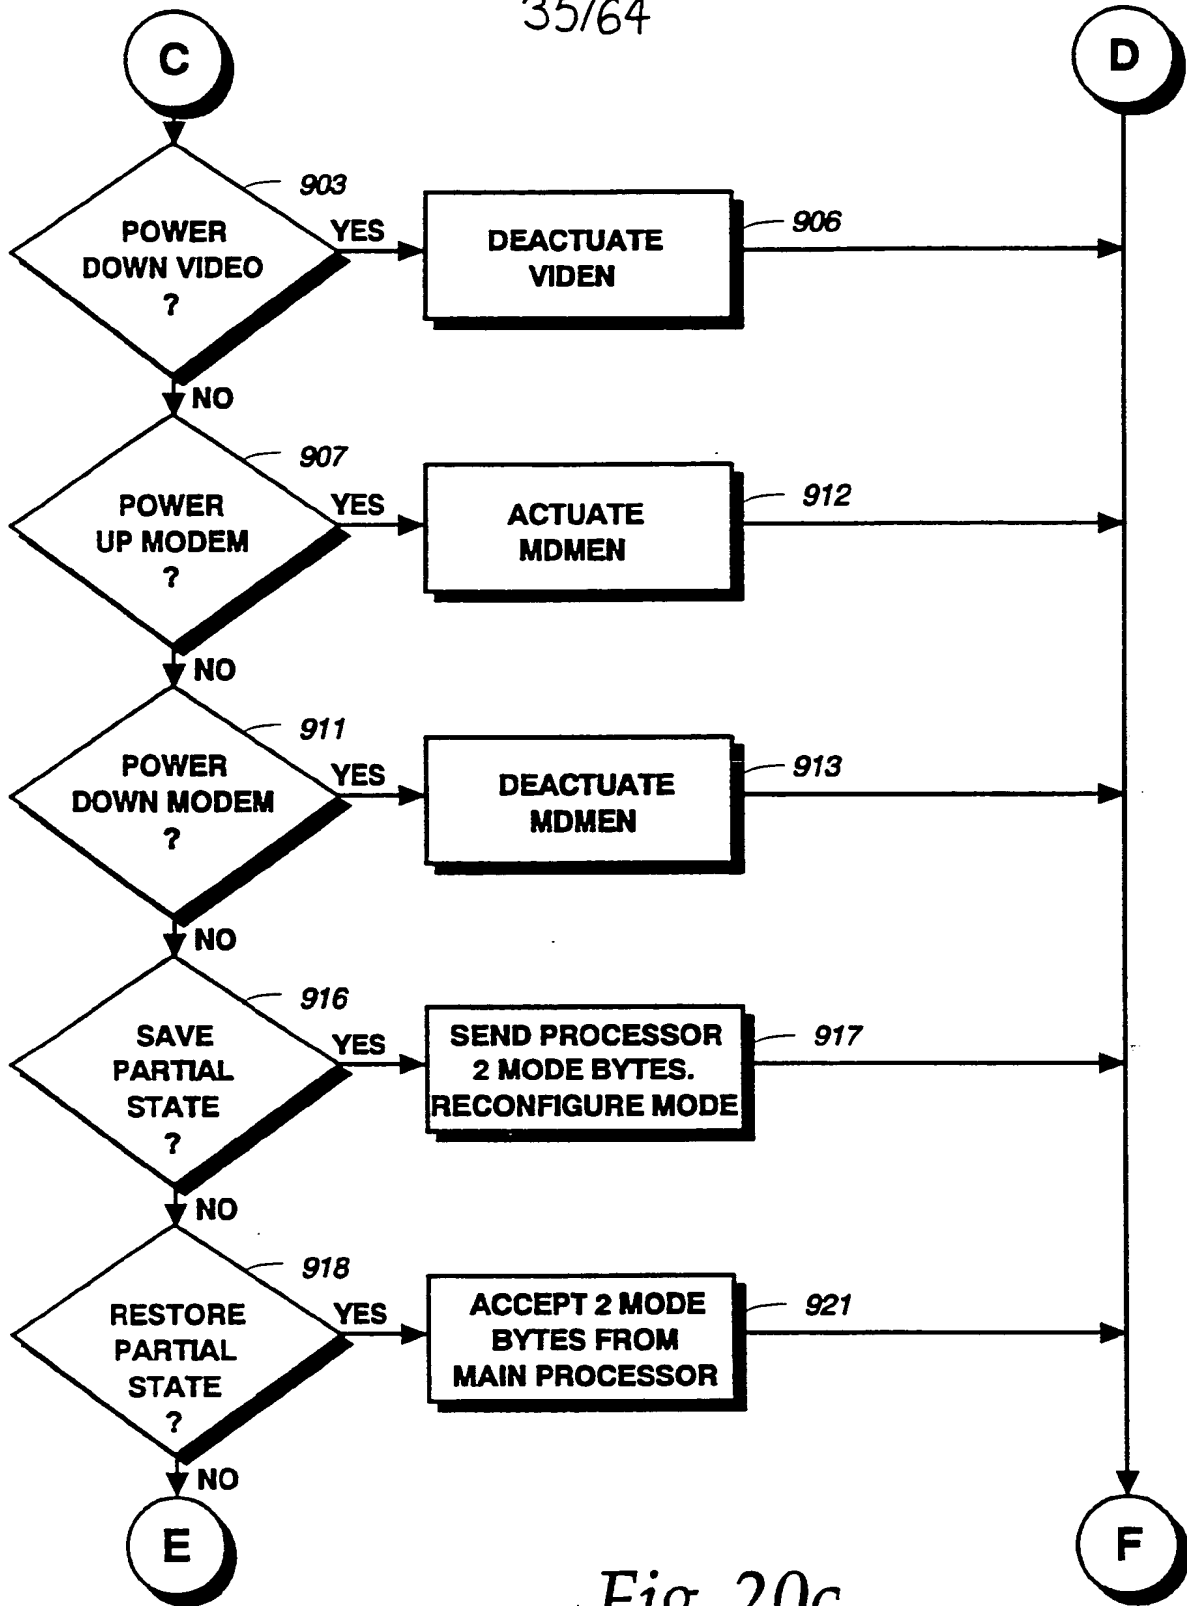 35/64
C
D
903
POWER
DOWN VIDEO
?
YES
DEACTUATE
VIDEN
906
NO
907
POWER
UP MODEM
?
YES
ACTUATE
MDMEN
912
NO
911
POWER
DOWN MODEM
?
YES
DEACTUATE
MDMEN
913
NO
916
SAVE
PARTIAL
STATE
?
YES
SEND PROCESSOR
2 MODE BYTES.
RECONFIGURE MODE
917
NO
918
RESTORE
PARTIAL
STATE
?
YES
ACCEPT 2 MODE
BYTES FROM
MAIN PROCESSOR
921
NO
E
F
Fig. 20c